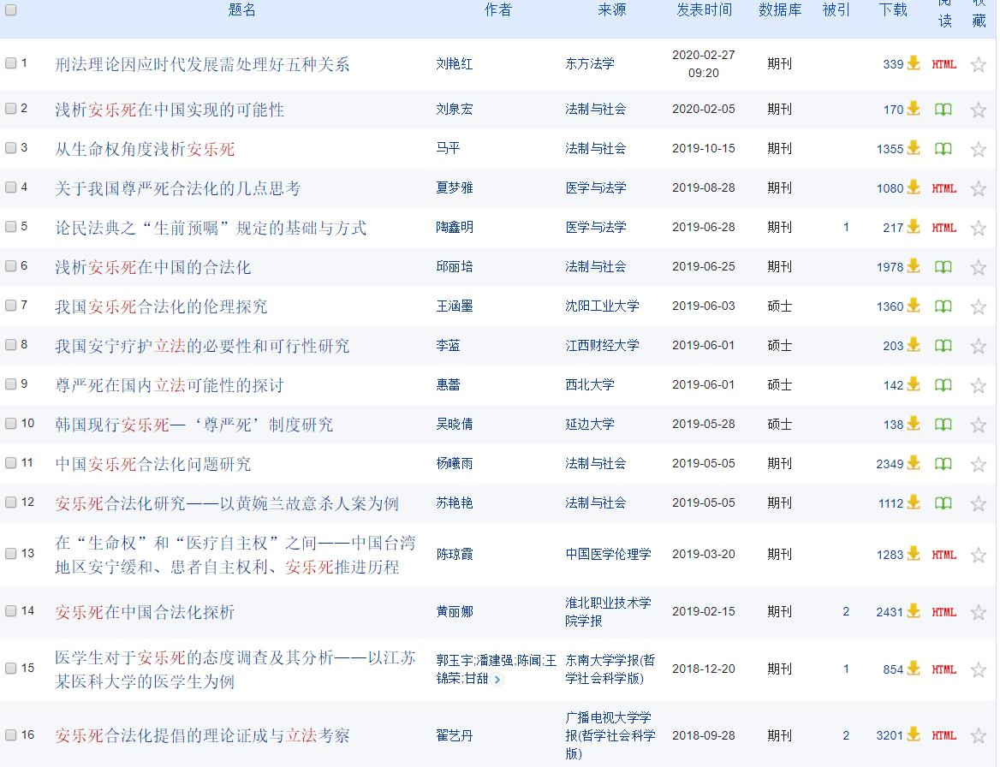 题名 作者 来源 发表时间 数据库 被引 下载 阅读 收藏
1 刑法理论因应时代发展需处理好五种关系 刘艳红 东方法学 2020-02-27 09:20 期刊 339 HTML
2 浅析安乐死在中国实现的可能性 刘泉宏 法制与社会 2020-02-05 期刊 170
3 从生命权角度浅析安乐死 马平 法制与社会 2019-10-15 期刊 1355
4 关于我国尊严死合法化的几点思考 夏梦雅 医学与法学 2019-08-28 期刊 1080 HTML
5 论民法典之“生前预嘱”规定的基础与方式 陶鑫明 医学与法学 2019-06-28 期刊 1 217 HTML
6 浅析安乐死在中国的合法化 邱丽培 法制与社会 2019-06-25 期刊 1978
7 我国安乐死合法化的伦理探究 王涵墨 沈阳工业大学 2019-06-03 硕士 1360
8 我国安宁疗护立法的必要性和可行性研究 李蓝 江西财经大学 2019-06-01 硕士 203
9 尊严死在国内立法可能性的探讨 惠蕾 西北大学 2019-06-01 硕士 142
10 韩国现行安乐死—‘尊严死’制度研究 吴晓倩 延边大学 2019-05-28 硕士 138
11 中国安乐死合法化问题研究 杨曦雨 法制与社会 2019-05-05 期刊 2349
12 安乐死合法化研究——以黄婉兰故意杀人案为例 苏艳艳 法制与社会 2019-05-05 期刊 1112
13 在“生命权”和“医疗自主权”之间——中国台湾
地区安宁缓和、患者自主权利、安乐死推进历程 陈琼霞 中国医学伦理学 2019-03-20 期刊 1283 HTML
14 安乐死在中国合法化探析 黄丽娜 淮北职业技术学
院学报 2019-02-15 期刊 2 2431 HTML
15 医学生对于安乐死的态度调查及其分析——以江苏
某医科大学的医学生为例 郭玉宇;潘建强;陈闻;王
锦荣;甘甜 东南大学学报(哲
学社会科学版) 2018-12-20 期刊 1 854 HTML
16 安乐死合法化提倡的理论证成与立法考察 翟艺丹 广播电视大学学
报(哲学社会科学
版) 2018-09-28 期刊 2 3201 HTML